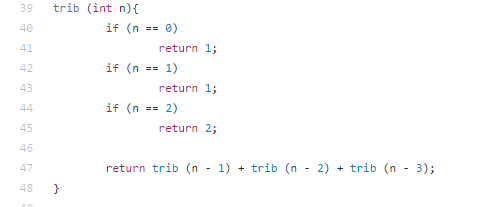 39 trib (int n){
40 if (n == 0)
41 return 1;
42 if (n == 1)
43 return 1;
44 if (n == 2)
45 return 2;
46
47 return trib (n - 1) + trib (n - 2) + trib (n - 3);
48 }